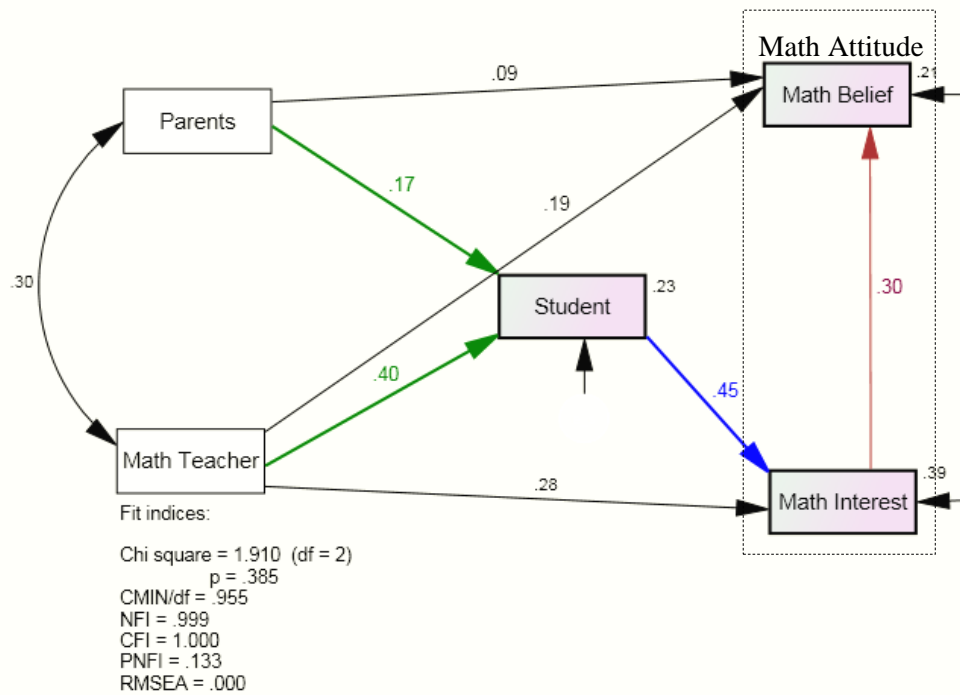 Math Attitude
.21
Math Belief
.09
Parents
.17
.19
.30
.23
Student
.30
.40
.45
Math Teacher
.28
.39
Math Interest
Fit indices:
Chi square = 1.910 (df = 2)
p = .385
CMIN/df = .955
NFI = .999
CFI = 1.000
PNFI = .133
RMSEA = .000